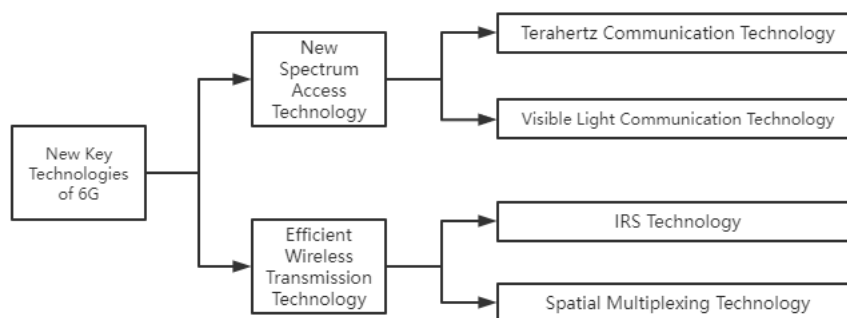 New Key
Technologies
of 6G
New
Spectrum
Access
Technology
Efficient
Wireless
Transmission
Technology
Terahertz Communication Technology
Visible Light Communication Technology
IRS Technology
Spatial Multiplexing Technology